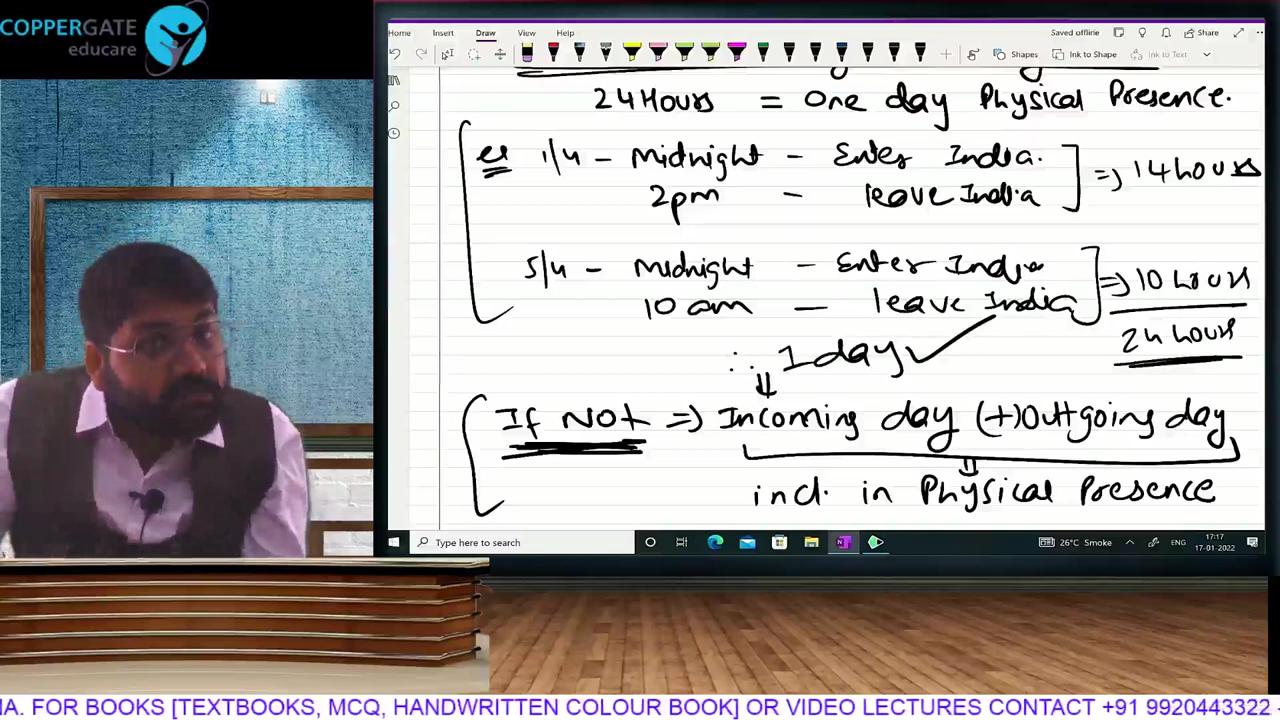 COPPERGATE
educare
Home Insert Draw View Help
Saved offline
Share
Shapes
Ink to Shape
Ink to Text
24 Hours = One day Physical Presence.
1/4 - Midnight - Enter India.
2pm - leave India
=> 14 hours
5/4 - Midnight - Enter India
10 am - leave India
=> 10 hours
24 hours
∴ 1 day ✓
If Not => Incoming day (+) Outtgoing day
incl. in Physical Presence
Type here to search
26°C Smoke
ENG
17:17
17-01-2022
NA. FOR BOOKS [TEXTBOOKS, MCQ, HANDWRITTEN COLOUR BOOK] OR VIDEO LECTURES CONTACT +91 9920443322